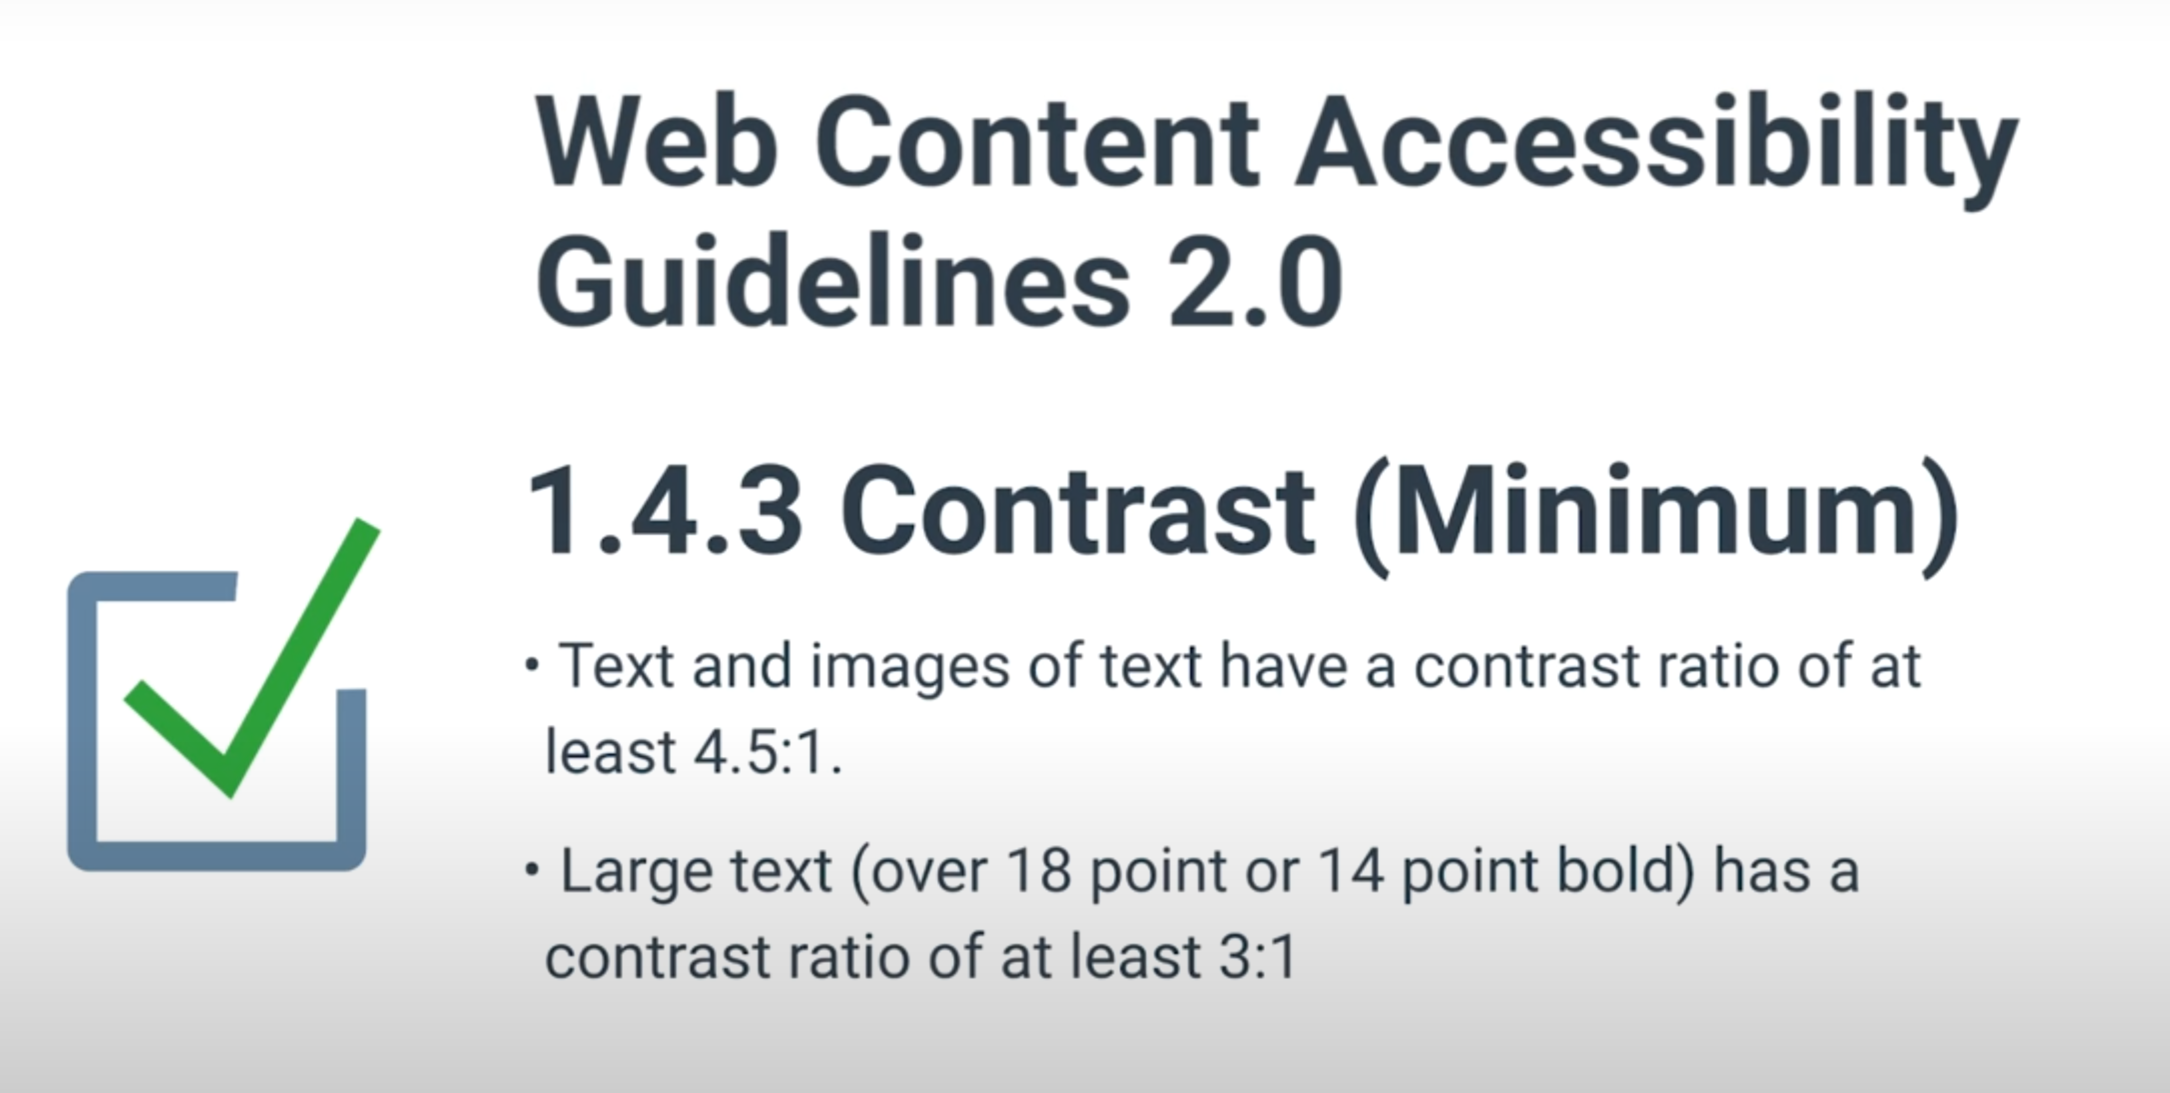 Web Content Accessibility
Guidelines 2.0
1.4.3 Contrast (Minimum)
• Text and images of text have a contrast ratio of at
least 4.5:1.
• Large text (over 18 point or 14 point bold) has a
contrast ratio of at least 3:1